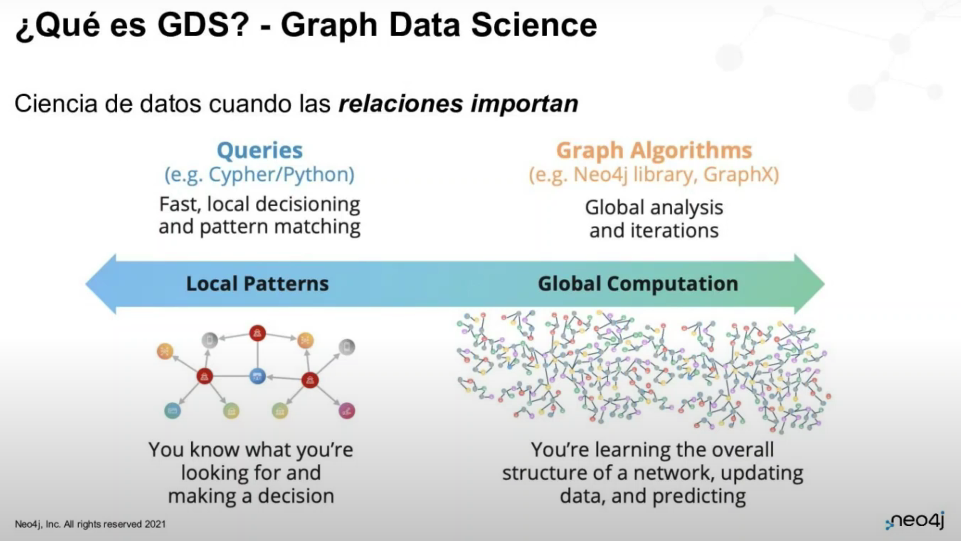 ¿Qué es GDS? - Graph Data Science
Ciencia de datos cuando las relaciones importan
Queries
(e.g. Cypher/Python)
Fast, local decisioning
and pattern matching
Graph Algorithms
(e.g. Neo4j library, GraphX)
Global analysis
and iterations
Local Patterns
Global Computation
You know what you're
looking for and
making a decision
You're learning the overall
structure of a network, updating
data, and predicting
Neo4j, Inc. All rights reserved 2021
neo4j